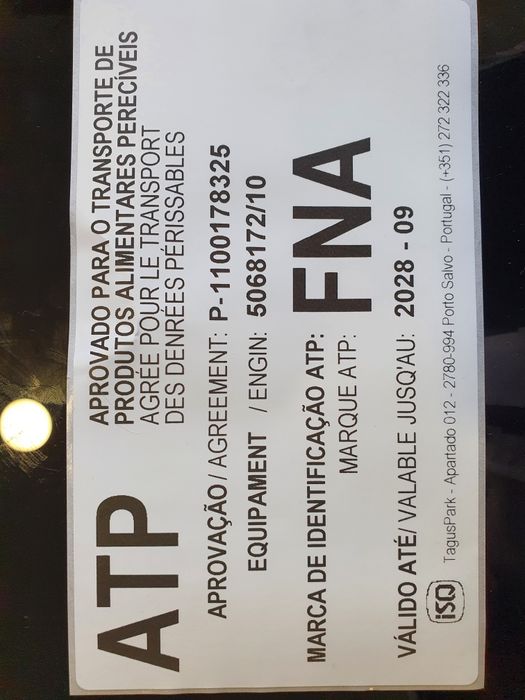 ATP
APROVADO PARA O TRANSPORTE DE
PRODUTOS ALIMENTARES PERECÍVEIS
AGRÉE POUR LE TRANSPORT
DES DENRÉES PÉRISSABLES
APROVAÇÃO / AGREEMENT: P-1100178325
EQUIPAMENT / ENGIN: 5068172/10
MARCA DE IDENTIFICAÇÃO ATP:
MARQUE ATP:
FNA
VÁLIDO ATÉ/ VALABLE JUSQ'AU: 2028 - 09
iSQ TagusPark - Apartado 012 - 2780-994 Porto Salvo - Portugal - (+351) 272 322 336